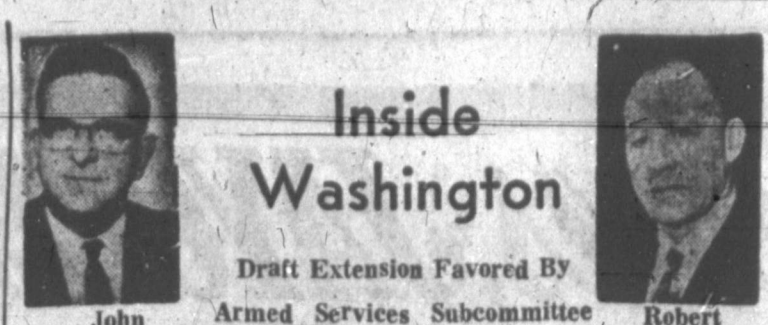 Inside
Washington
Draft Extension Favored By
Armed Services Subcommittee
John
Robert